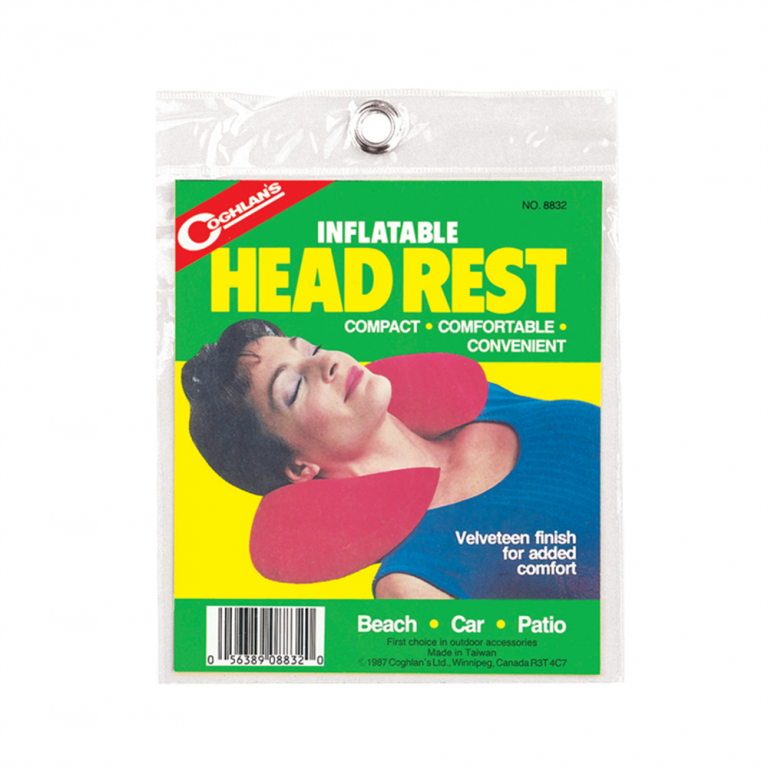 COGHLAN'S
NO. 8832
INFLATABLE
HEAD REST
COMPACT • COMFORTABLE •
CONVENIENT
Velveteen finish
for added
comfort
Beach • Car • Patio
First choice in outdoor accessories
Made in Taiwan
© 1987 Coghlan's Ltd., Winnipeg, Canada R3T 4C7
0 56389 08832 0